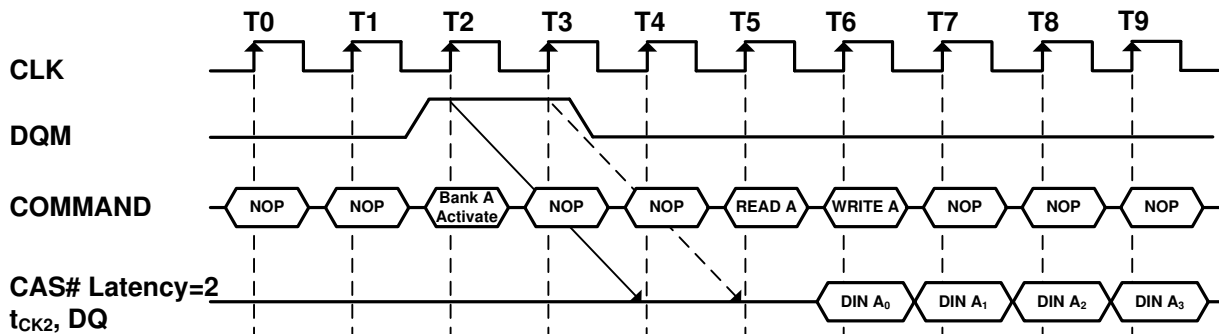 T0 T1 T2 T3 T4 T5 T6 T7 T8 T9
CLK
DQM
COMMAND NOP NOP Bank A Activate NOP NOP READ A WRITE A NOP NOP NOP
CAS# Latency=2
tCK2, DQ DIN A0 DIN A1 DIN A2 DIN A3